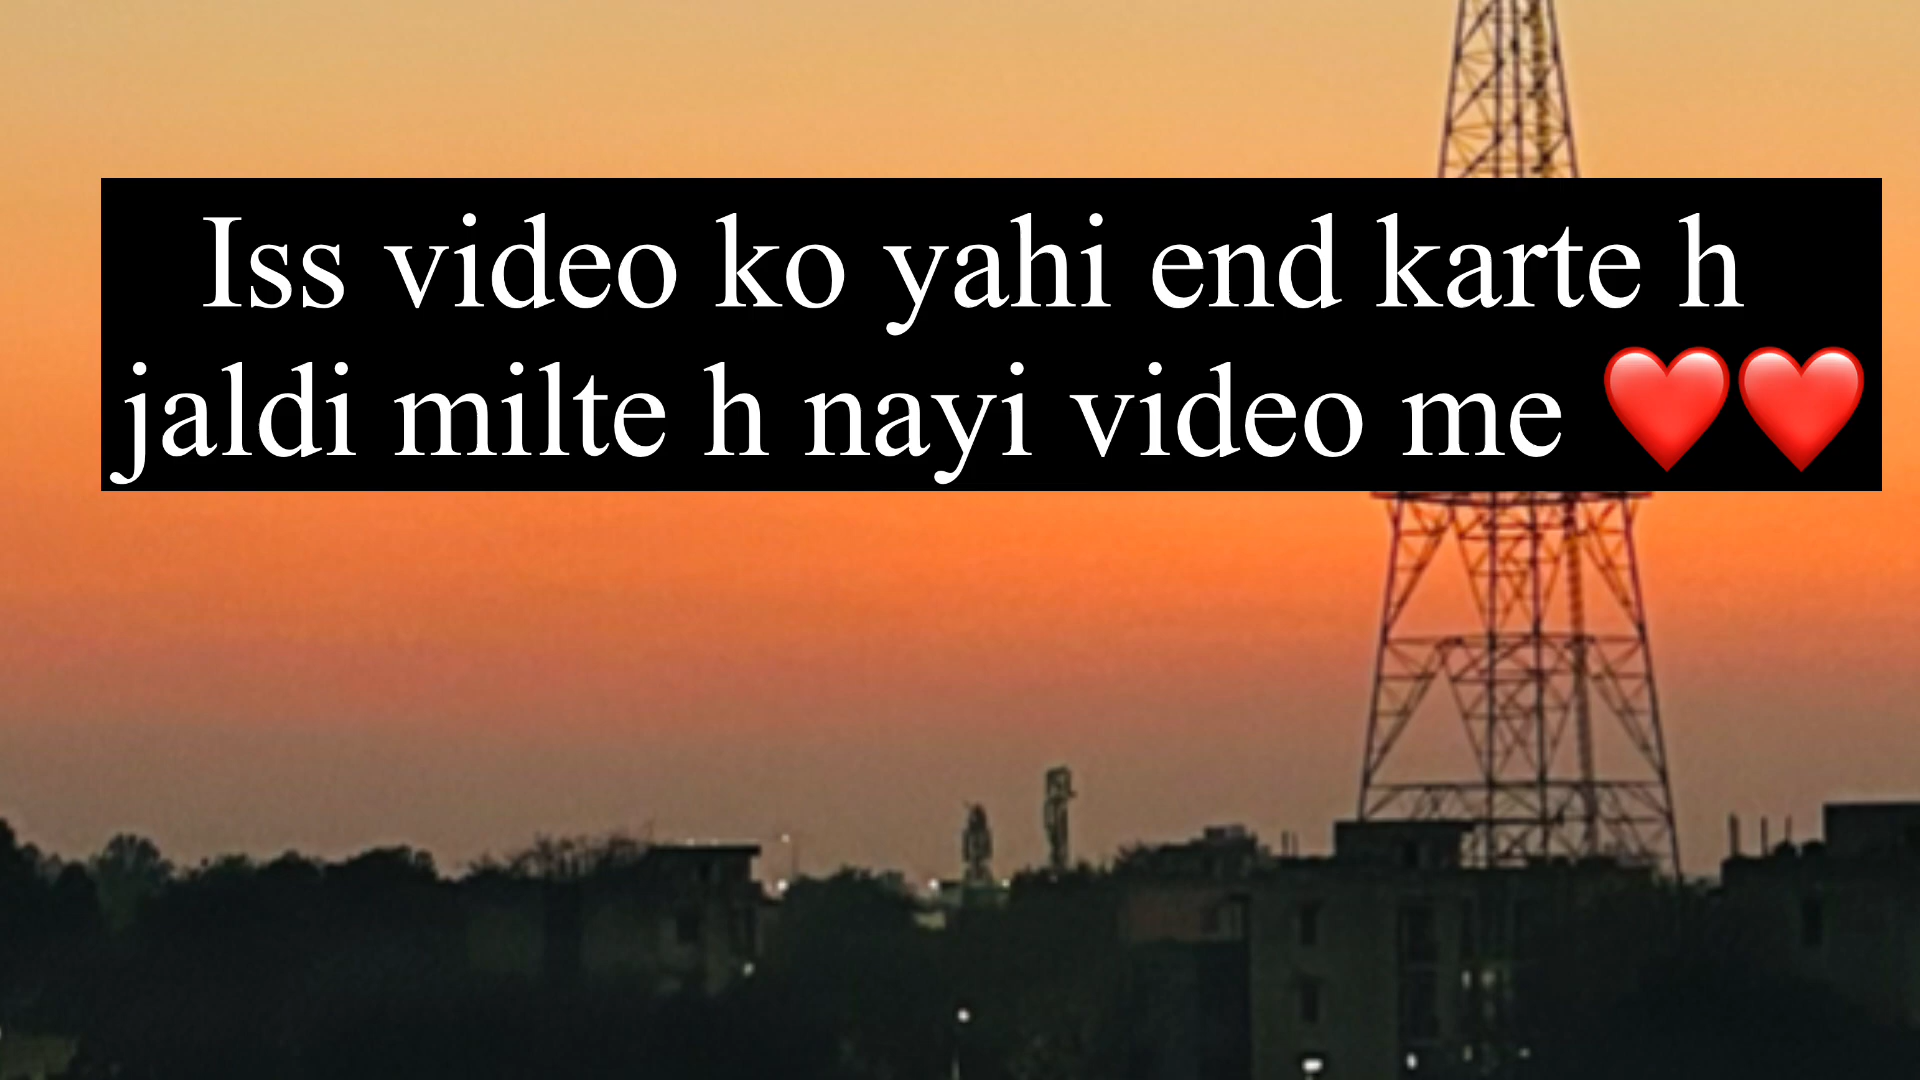 Iss video ko yahi end karte h
jaldi milte h nayi video me ❤️❤️